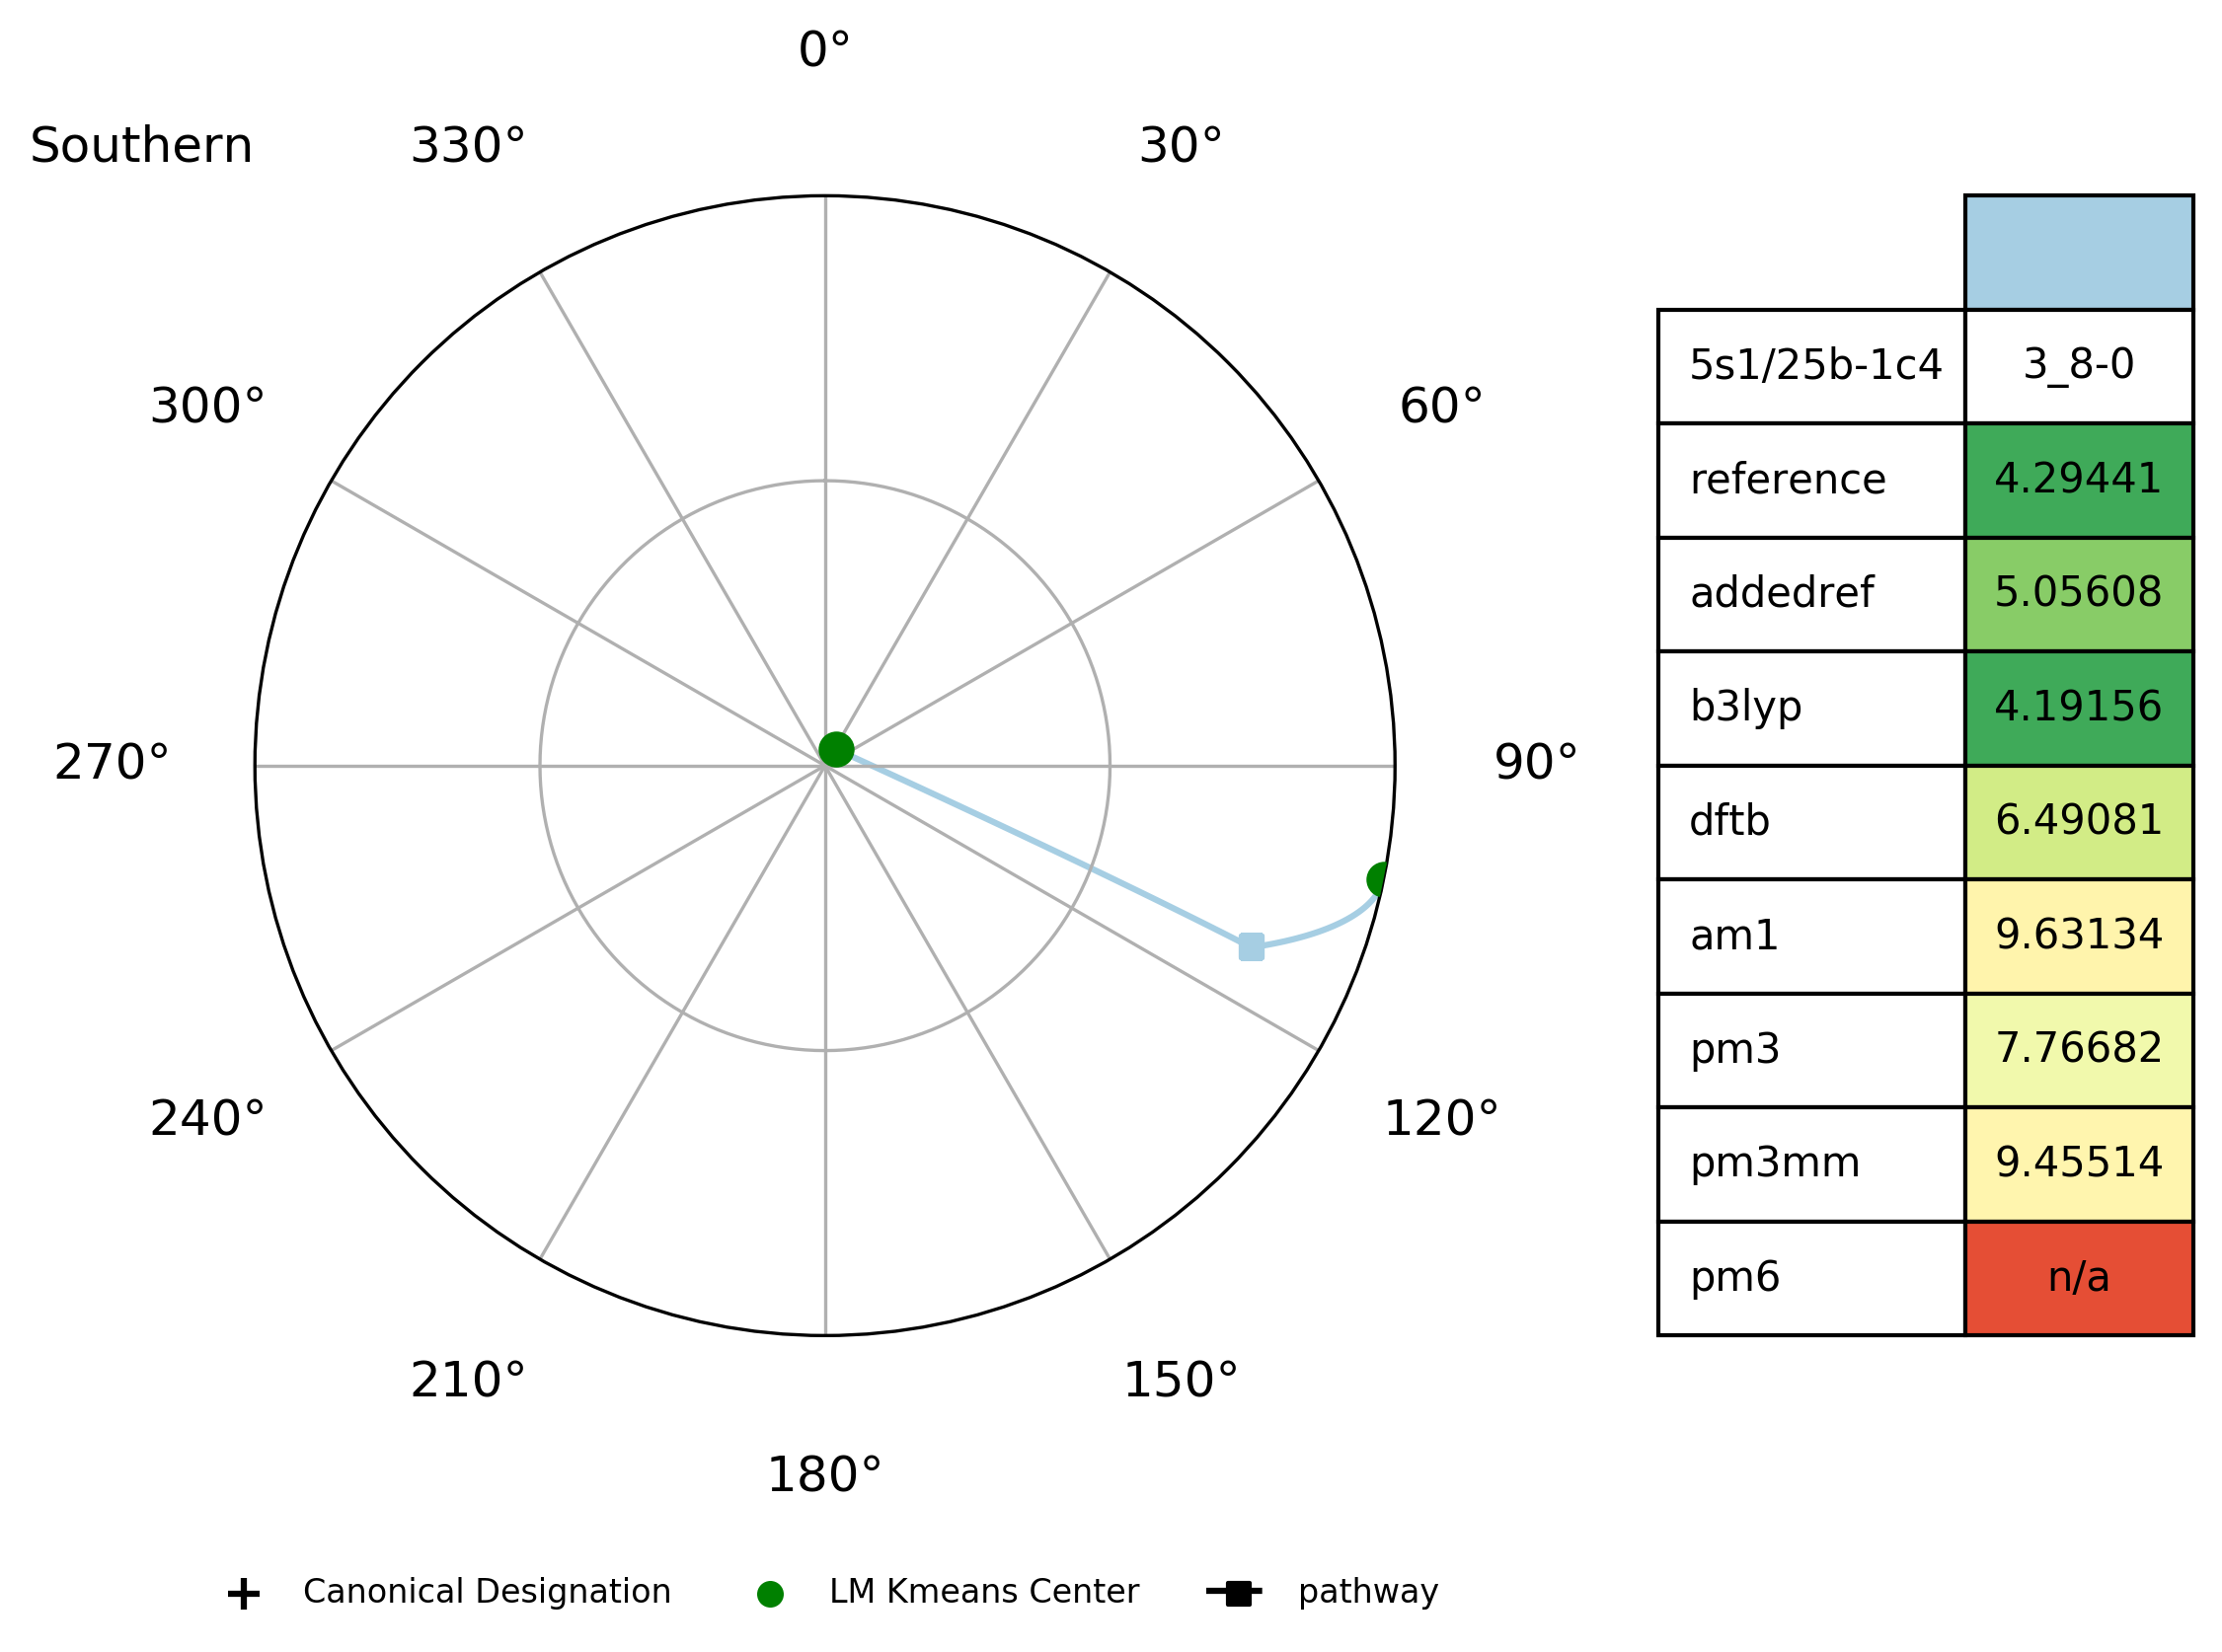 0°
Southern
330°
30°
300°
60°
270°
90°
240°
120°
210°
150°
180°
5s1/25b-1c4 3_8-0
reference 4.29441
addedref 5.05608
b3lyp 4.19156
dftb 6.49081
am1 9.63134
pm3 7.76682
pm3mm 9.45514
pm6 n/a
Canonical Designation LM Kmeans Center pathway